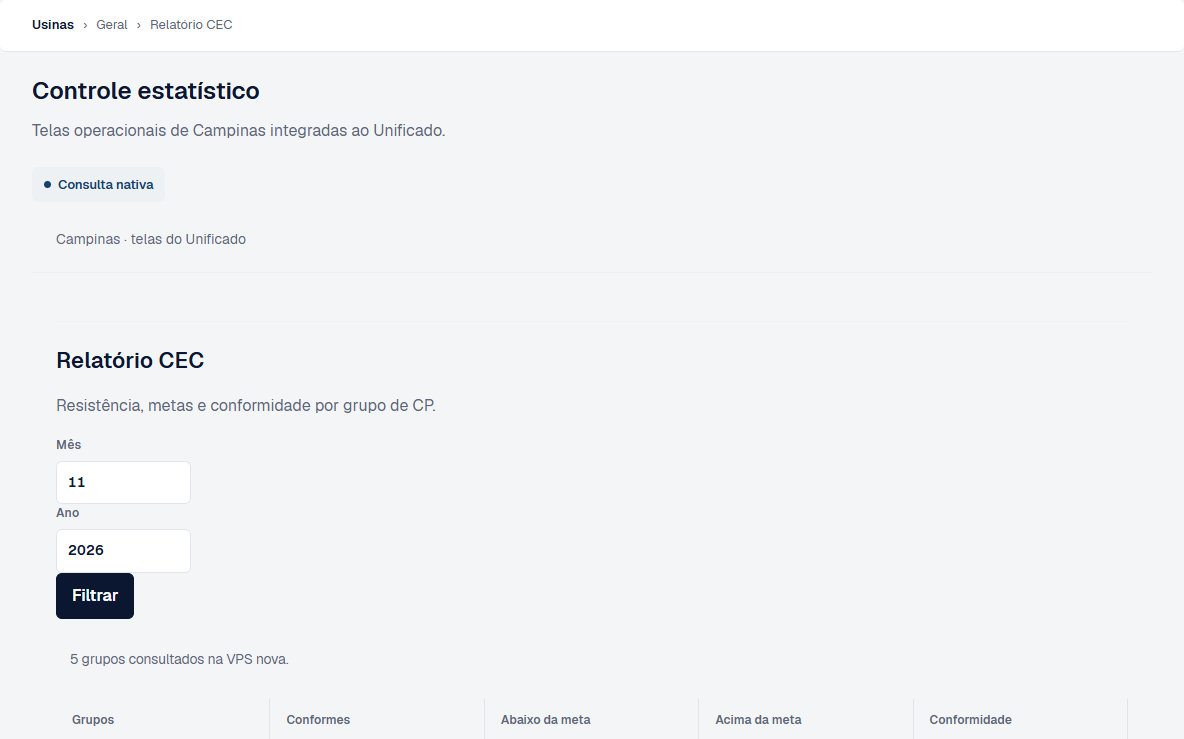 Usinas › Geral › Relatório CEC
Controle estatístico
Telas operacionais de Campinas integradas ao Unificado.
Consulta nativa
Campinas · telas do Unificado
Relatório CEC
Resistência, metas e conformidade por grupo de CP.
Mês
11
Ano
2026
Filtrar
5 grupos consultados na VPS nova.
Grupos Conformes Abaixo da meta Acima da meta Conformidade